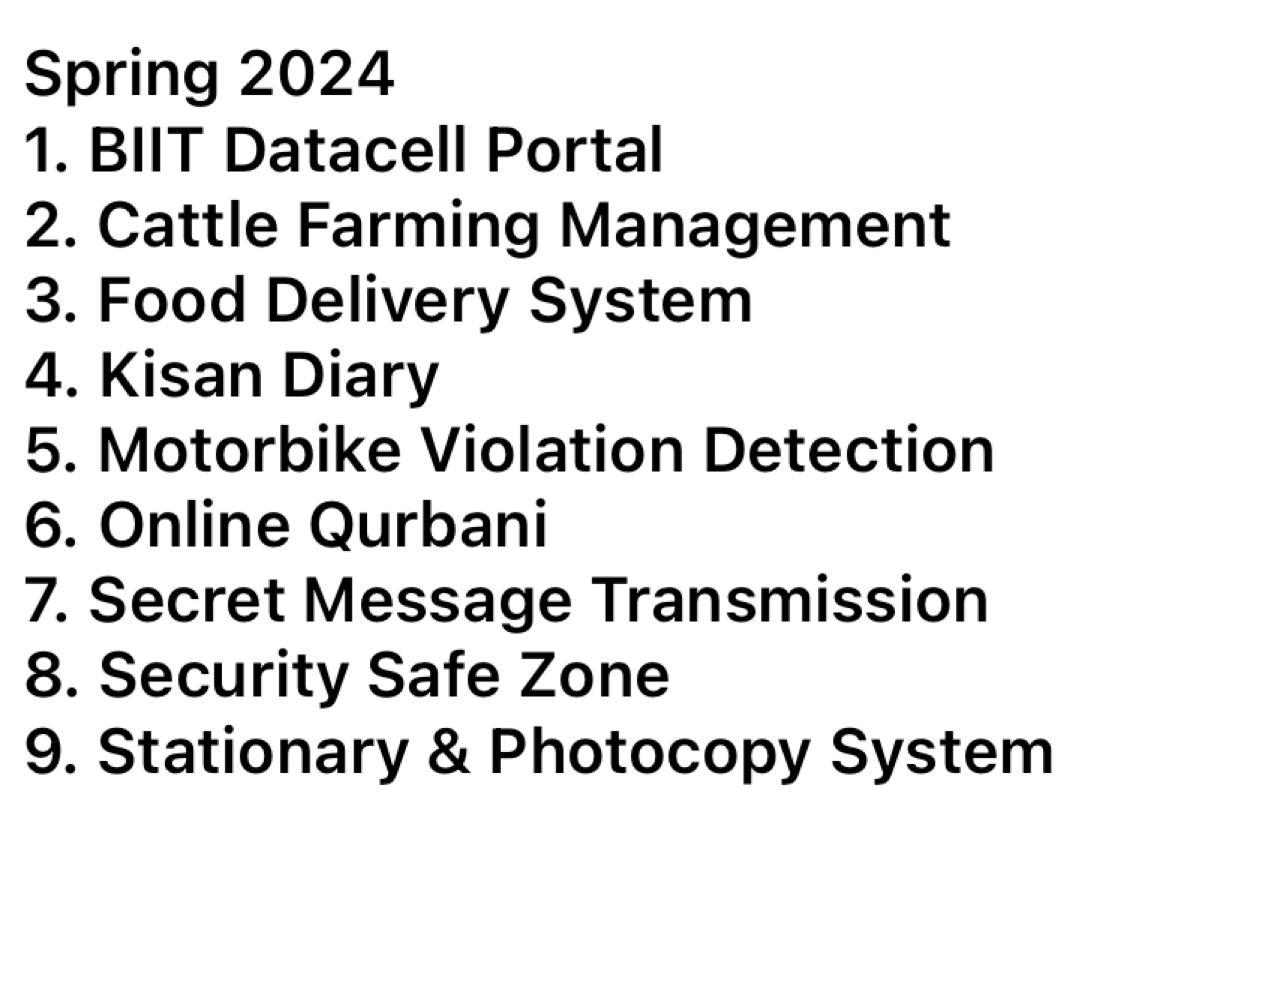 Spring 2024
1. BIIT Datacell Portal
2. Cattle Farming Management
3. Food Delivery System
4. Kisan Diary
5. Motorbike Violation Detection
6. Online Qurbani
7. Secret Message Transmission
8. Security Safe Zone
9. Stationary & Photocopy System